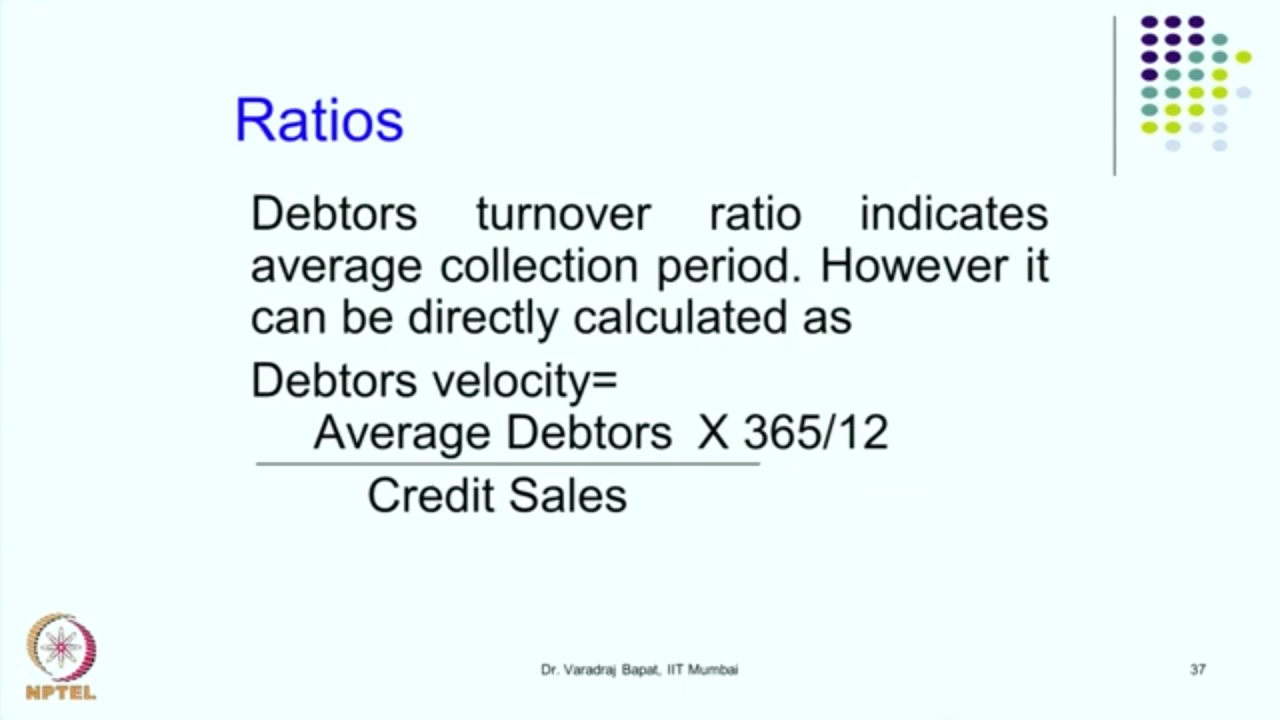 Ratios
Debtors turnover ratio indicates
average collection period. However it
can be directly calculated as
Debtors velocity=
Average Debtors X 365/12
Credit Sales
NPTEL
Dr. Varadraj Bapat, IIT Mumbai
37